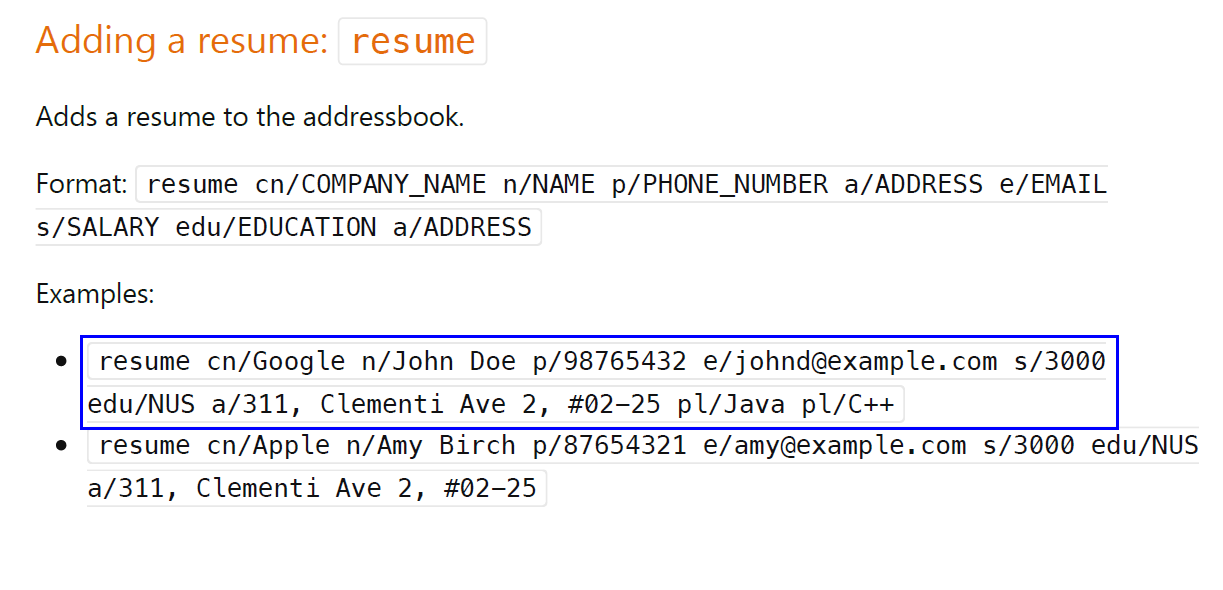 Adding a resume: resume
Adds a resume to the addressbook.
Format: resume cn/COMPANY_NAME n/NAME p/PHONE_NUMBER a/ADDRESS e/EMAIL
s/SALARY edu/EDUCATION a/ADDRESS
Examples:
• resume cn/Google n/John Doe p/98765432 e/johnd@example.com s/3000
edu/NUS a/311, Clementi Ave 2, #02-25 pl/Java pl/C++
• resume cn/Apple n/Amy Birch p/87654321 e/amy@example.com s/3000 edu/NUS
a/311, Clementi Ave 2, #02-25